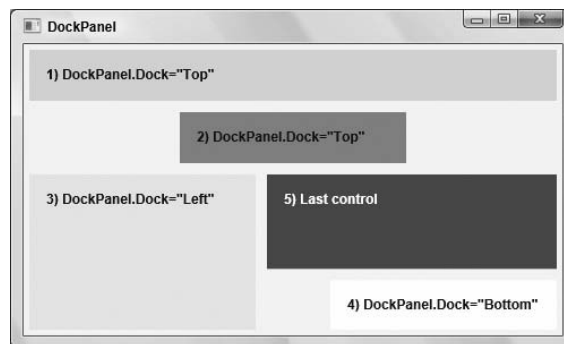 DockPanel
1) DockPanel.Dock="Top"
2) DockPanel.Dock="Top"
3) DockPanel.Dock="Left"
5) Last control
4) DockPanel.Dock="Bottom"